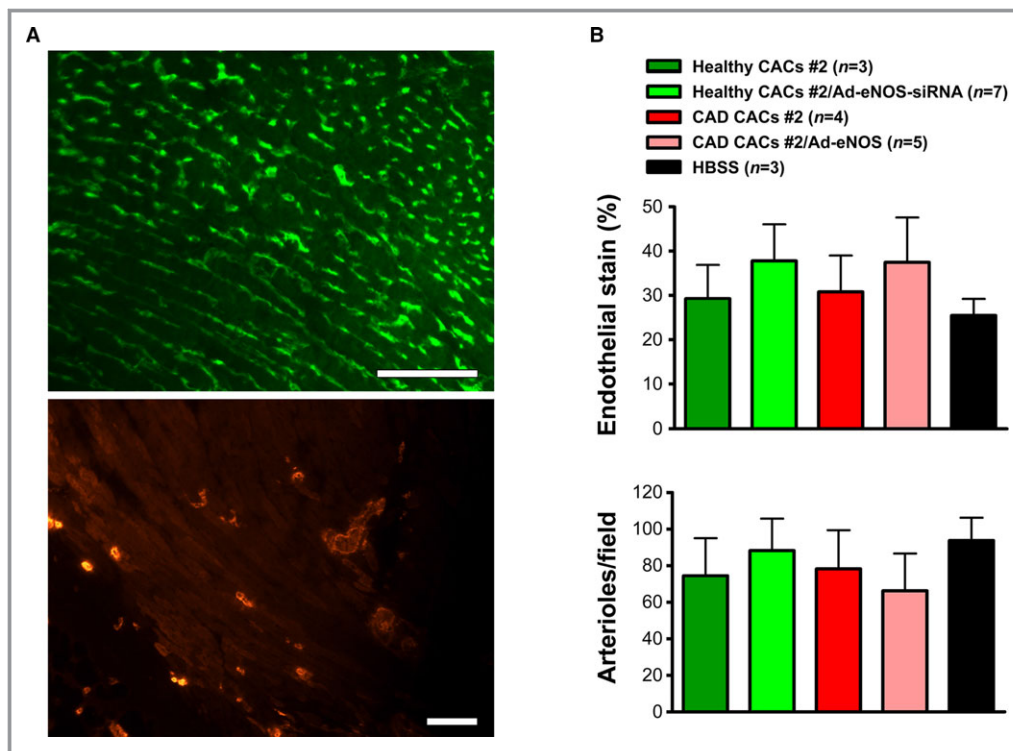 A
B
Healthy CACs #2 (n=3)
Healthy CACs #2/Ad-eNOS-siRNA (n=7)
CAD CACs #2 (n=4)
CAD CACs #2/Ad-eNOS (n=5)
HBSS (n=3)
Endothelial stain (%)
50
40
30
20
10
0
Arterioles/field
120
100
80
60
40
20
0